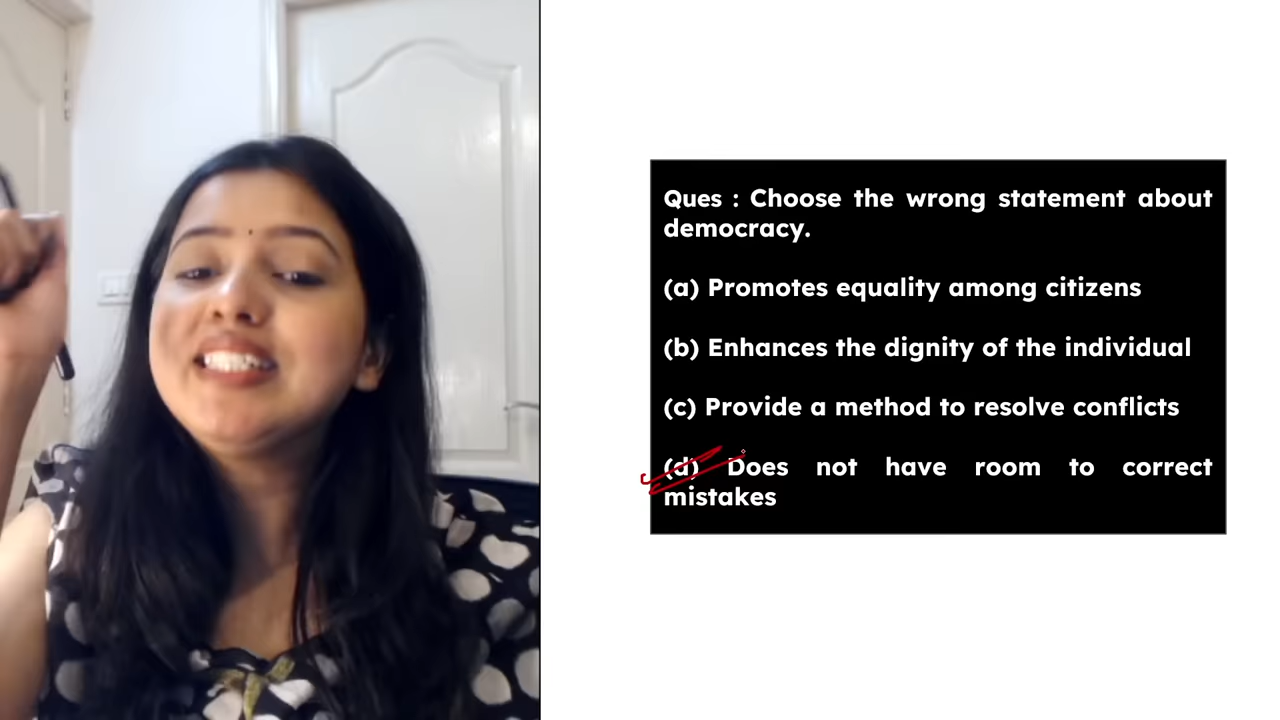 Ques : Choose the wrong statement about
democracy.
(a) Promotes equality among citizens
(b) Enhances the dignity of the individual
(c) Provide a method to resolve conflicts
(d) Does not have room to correct
mistakes